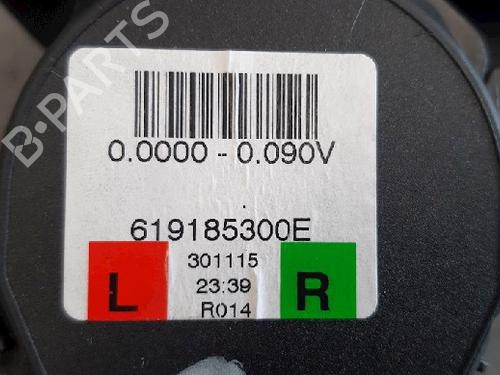 B-PARTS
0.0000 - 0.090V
619185300E
L
301115
23:39
R014
R